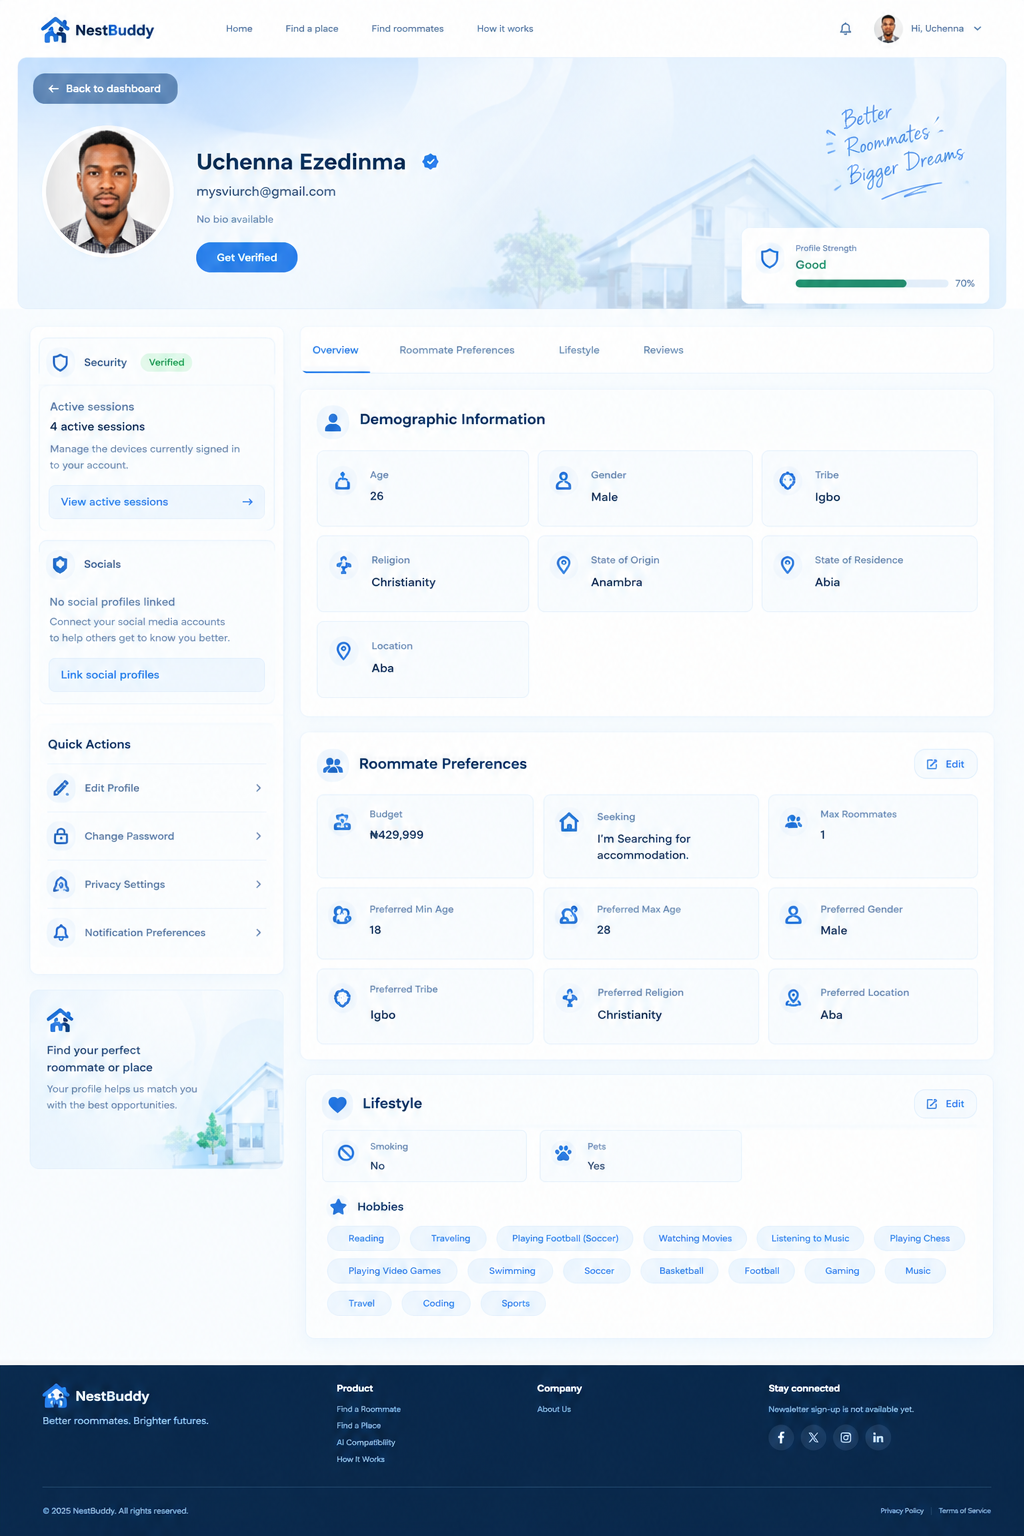 NestBuddy
Home
Find a place
Find roommates
How it works
Hi, Uchenna
← Back to dashboard
Better
Roommates
Bigger Dreams
Uchenna Ezedinma
mysviurch@gmail.com
No bio available
Get Verified
Profile Strength
Good
70%
Security
Verified
Active sessions
4 active sessions
Manage the devices currently signed in
to your account.
View active sessions →
Socials
No social profiles linked
Connect your social media accounts
to help others get to know you better.
Link social profiles
Quick Actions
Edit Profile
Change Password
Privacy Settings
Notification Preferences
Find your perfect
roommate or place
Your profile helps us match you
with the best opportunities.
Overview
Roommate Preferences
Lifestyle
Reviews
Demographic Information
Age
26
Gender
Male
Tribe
Igbo
Religion
Christianity
State of Origin
Anambra
State of Residence
Abia
Location
Aba
Roommate Preferences
Edit
Budget
₦429,999
Seeking
I'm Searching for
accommodation.
Max Roommates
1
Preferred Min Age
18
Preferred Max Age
28
Preferred Gender
Male
Preferred Tribe
Igbo
Preferred Religion
Christianity
Preferred Location
Aba
Lifestyle
Edit
Smoking
No
Pets
Yes
Hobbies
Reading
Traveling
Playing Football (Soccer)
Watching Movies
Listening to Music
Playing Chess
Playing Video Games
Swimming
Soccer
Basketball
Football
Gaming
Music
Travel
Coding
Sports
NestBuddy
Better roommates. Brighter futures.
Product
Find a Roommate
Find a Place
AI Compatibility
How It Works
Company
About Us
Stay connected
Newsletter sign-up is not available yet.
© 2025 NestBuddy. All rights reserved.
Privacy Policy
Terms of Service